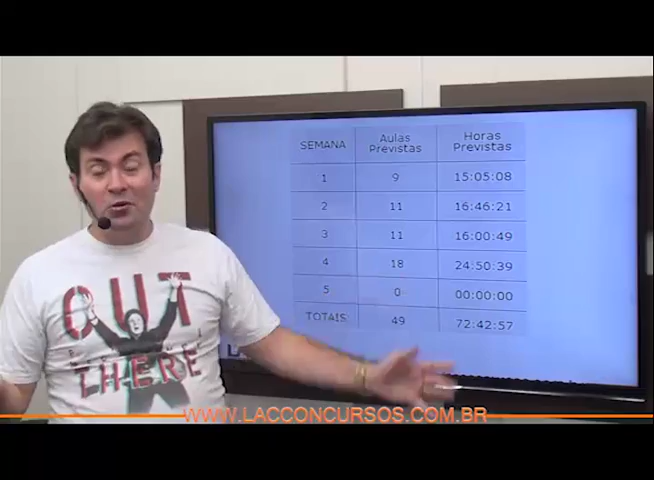 SEMANA Aulas Previstas Horas Previstas
1 9 15:05:08
2 11 16:46:21
3 11 16:00:49
4 18 24:50:39
5 0 00:00:00
TOTAIS: 49 72:42:57
OUT
THERE
WWW.LACCONCURSOS.COM.BR